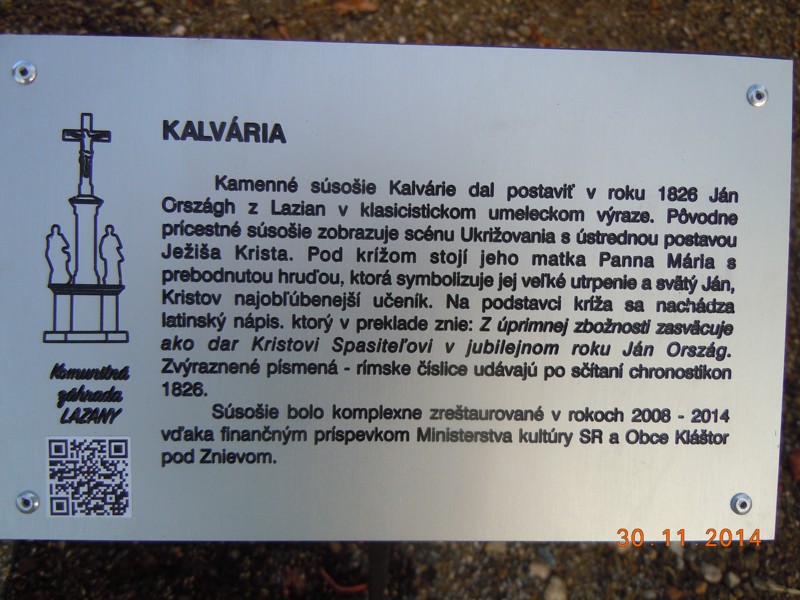 KALVÁRIA
Kamenné súsošie Kalvárie dal postaviť v roku 1826 Ján
Országh z Lazian v klasicistickom umeleckom výraze. Pôvodne
prícestné súsošie zobrazuje scénu Ukrižovania s ústrednou postavou
Ježiša Krista. Pod krížom stojí jeho matka Panna Mária s
prebodnutou hruďou, ktorá symbolizuje jej veľké utrpenie a svätý Ján,
Kristov najobľúbenejší učeník. Na podstavci kríža sa nachádza
latinský nápis. ktorý v preklade znie: Z úprimnej zbožnosti zasväcuje
ako dar Kristovi Spasiteľovi v jubilejnom roku JánOrszág.
Zvýraznené písmená - rímske číslice udávajú po sčítaní chronostikon
1826.
Súsošie bolo komplexne zreštaurované v rokoch 2008 - 2014
vďaka finančným príspevkom Ministerstva kultúry SR a Obce Kláštor
pod Znievom.
Komunitná
záhrada
LAZANY
30.11.2014